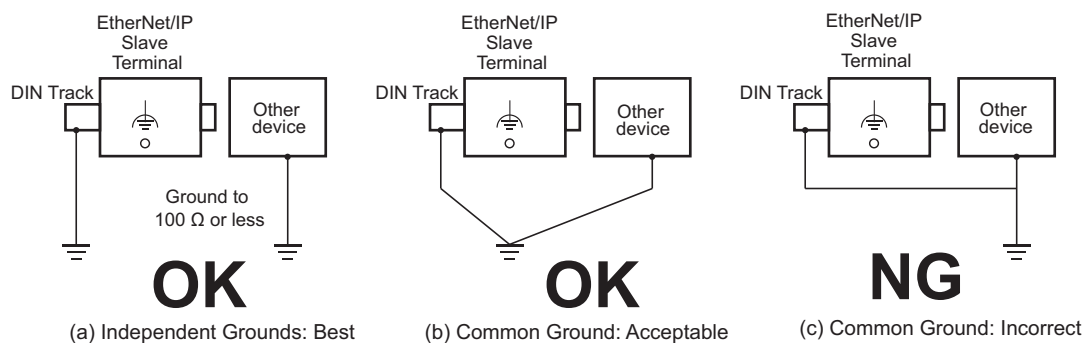 EtherNet/IP
Slave
Terminal
DIN Track
Other
device
Ground to
100 Ω or less
OK
(a) Independent Grounds: Best
EtherNet/IP
Slave
Terminal
DIN Track
Other
device
OK
(b) Common Ground: Acceptable
EtherNet/IP
Slave
Terminal
DIN Track
Other
device
NG
(c) Common Ground: Incorrect